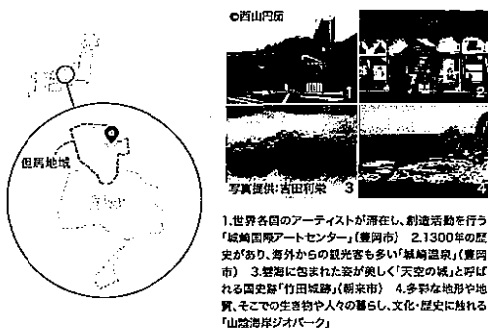 ©西山円茄
1
2
但馬地域
写真提供:吉田利栄
3
4
1.世界各国のアーティストが滞在し、創造活動を行う
「城崎国際アートセンター」(豊岡市) 2.1300年の歴
史があり、海外からの観光客も多い「城崎温泉」(豊岡
市) 3.雲海に包まれた姿が美しく「天空の城」と呼ば
れる国史跡「竹田城跡」(朝来市) 4.多彩な地形や地
質、そこでの生き物や人々の暮らし、文化・歴史に触れる
「山陰海岸ジオパーク」